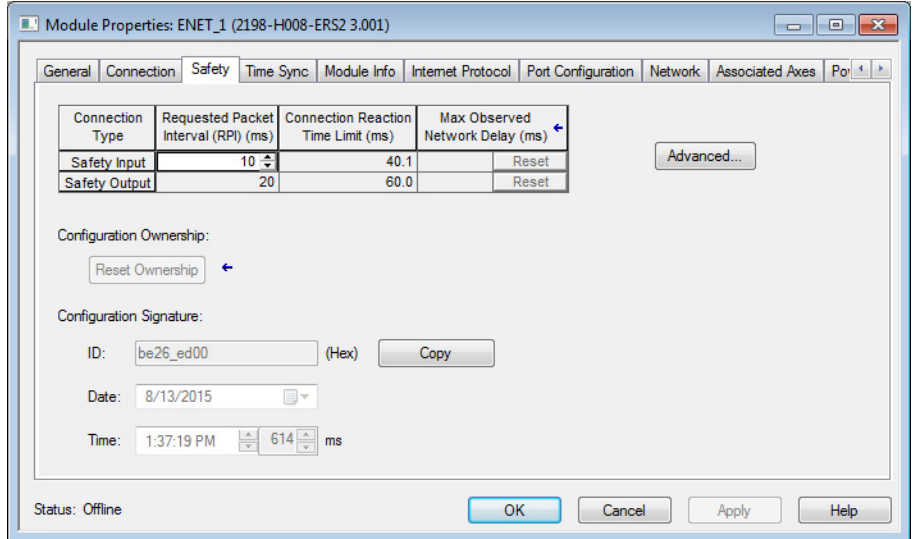 Module Properties: ENET_1 (2198-H008-ERS2 3.001)
General Connection Safety Time Sync Module Info Internet Protocol Port Configuration Network Associated Axes
Connection Requested Packet Connection Reaction Max Observed
Type Interval (RPI) (ms) Time Limit (ms) Network Delay (ms)
Safety Input 10 40.1 Reset
Safety Output 20 60.0 Reset
Advanced...
Configuration Ownership:
Reset Ownership
Configuration Signature:
ID: be26_ed00 (Hex) Copy
Date: 8/13/2015
Time: 1:37:19 PM 614 ms
Status: Offline OK Cancel Apply Help